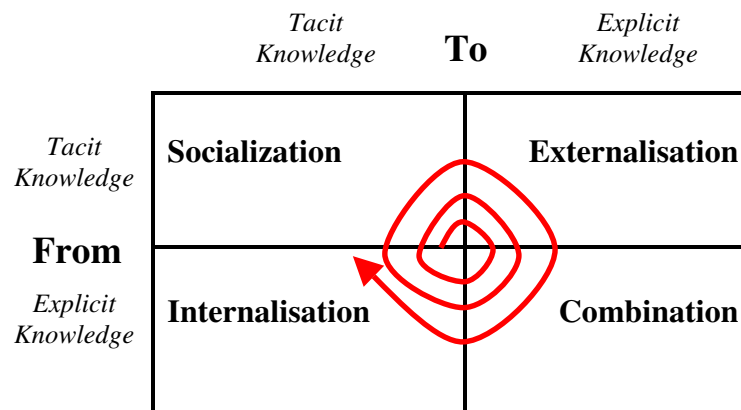 Tacit
Knowledge
To
Explicit
Knowledge
Tacit
Knowledge
Socialization
Externalisation
From
Explicit
Knowledge
Internalisation
Combination